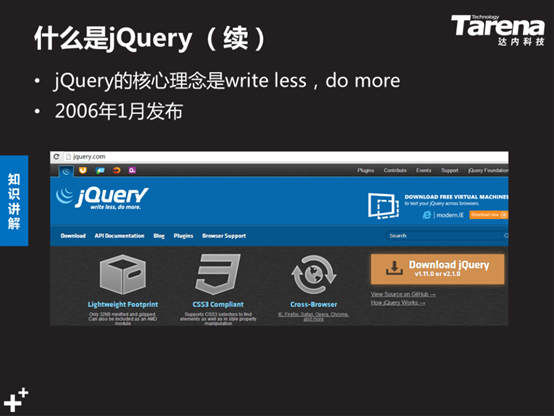 什么是jQuery （续）
Technology
Tarena
达内科技
• jQuery的核心理念是write less，do more
• 2006年1月发布
知识讲解
jquery.com
Plugins Contribute Events Support jQuery Foundation
jQuery
write less, do more.
DOWNLOAD FREE VIRTUAL MACHINES
to test your jQuery across browsers.
modern.IE Download now
Download API Documentation Blog Plugins Browser Support Search
Lightweight Footprint
Only 32kB minified and gzipped.
Can also be included as an AMD
module
CSS3 Compliant
Supports CSS3 selectors to find
elements as well as in style property
manipulation
Cross-Browser
IE, Firefox, Safari, Opera, Chrome,
and more
Download jQuery
v1.11.0 or v2.1.0
View Source on GitHub →
How jQuery Works →